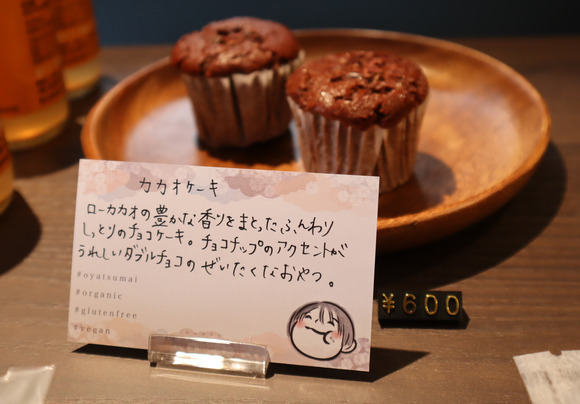 カカオケーキ
ローカカオの豊かな香りをまとった、ふんわり
しっとりのチョコケーキ。チョコチップのアクセントが
うれしいダブルチョコのぜいたくなおやつ。
#oyatsumai
#organic
#glutenfree
#vegan
¥600